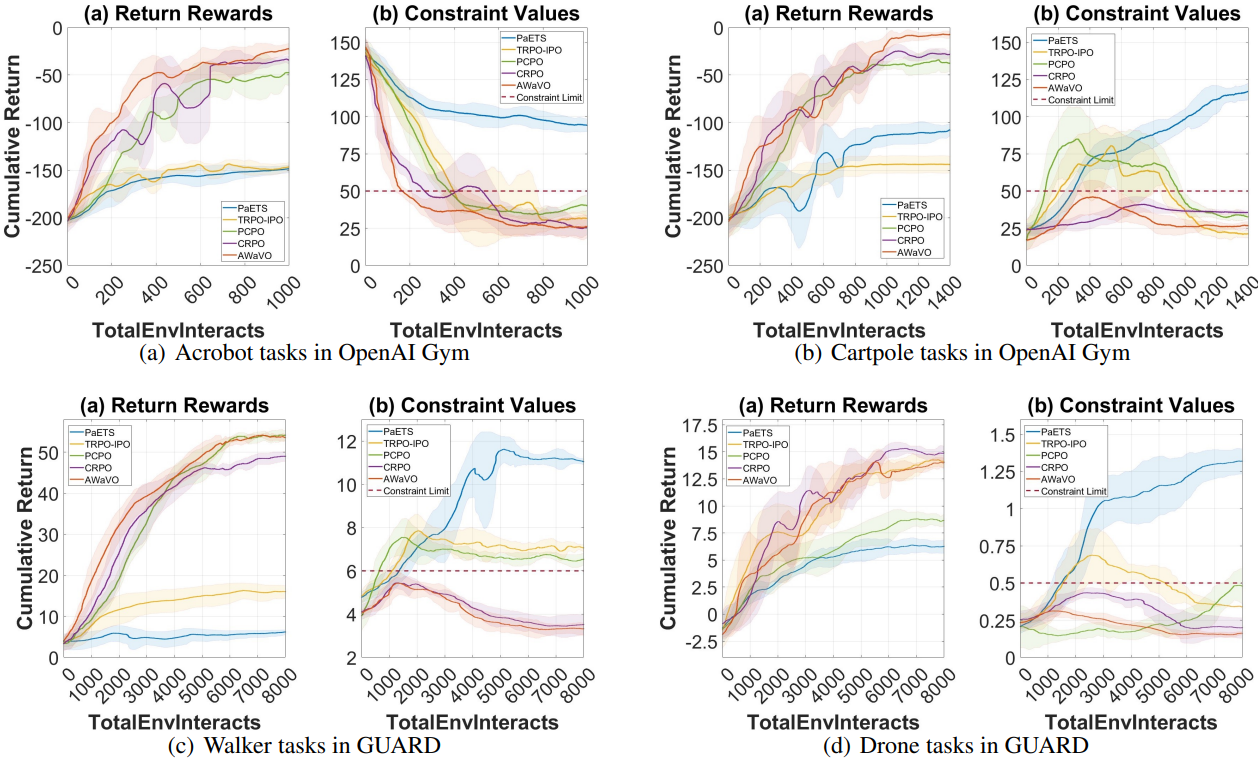 (a) Return Rewards
Cumulative Return
0
-50
-100
-150
-200
-250
PaETS
TRPO-IPO
PCPO
CRPO
AWaVO
0 200 400 600 800 1000
TotalEnvInteracts
(b) Constraint Values
150
125
100
75
50
25
0
PaETS
TRPO-IPO
PCPO
CRPO
AWaVO
Constraint Limit
0 200 400 600 800 1000
(a) Acrobot tasks in OpenAI Gym
(a) Return Rewards
Cumulative Return
0
-50
-100
-150
-200
-250
PaETS
TRPO-IPO
PCPO
CRPO
AWaVO
0 200 400 600 800 1000 1200 1400
TotalEnvInteracts
(b) Constraint Values
150
125
100
75
50
25
0
PaETS
TRPO-IPO
PCPO
CRPO
AWaVO
Constraint Limit
0 200 400 600 800 1000 1200 1400
(b) Cartpole tasks in OpenAI Gym
(a) Return Rewards
Cumulative Return
50
40
30
20
10
0
PaETS
TRPO-IPO
PCPO
CRPO
AWaVO
0 1000 2000 3000 4000 5000 6000 7000 8000
TotalEnvInteracts
(b) Constraint Values
12
10
8
6
4
2
PaETS
TRPO-IPO
PCPO
CRPO
AWaVO
Constraint Limit
0 1000 2000 3000 4000 5000 6000 7000 8000
(c) Walker tasks in GUARD
(a) Return Rewards
Cumulative Return
17.5
15
12.5
10
7.5
5
2.5
0
-2.5
PaETS
TRPO-IPO
PCPO
CRPO
AWaVO
0 1000 2000 3000 4000 5000 6000 7000 8000
TotalEnvInteracts
(b) Constraint Values
1.5
1.25
1
0.75
0.5
0.25
0
PaETS
TRPO-IPO
PCPO
CRPO
AWaVO
Constraint Limit
0 1000 2000 3000 4000 5000 6000 7000 8000
(d) Drone tasks in GUARD